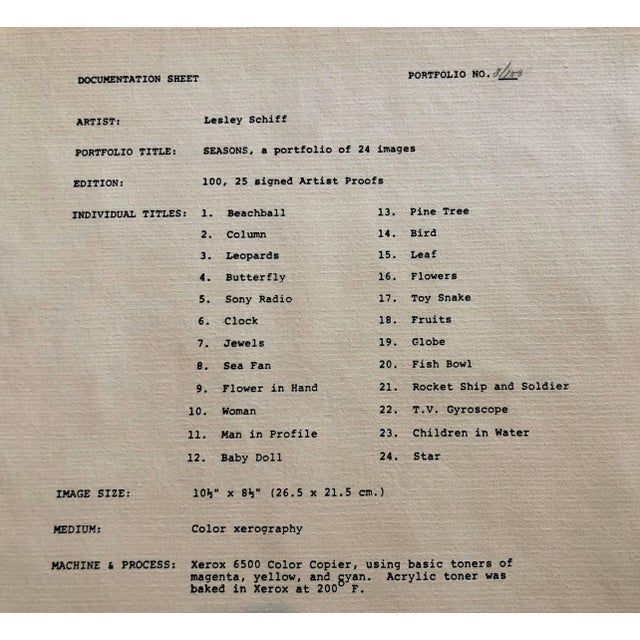 DOCUMENTATION SHEET PORTFOLIO NO. 8/100
ARTIST: Lesley Schiff
PORTFOLIO TITLE: SEASONS, a portfolio of 24 images
EDITION: 100, 25 signed Artist Proofs
INDIVIDUAL TITLES: 1. Beachball 13. Pine Tree
2. Column 14. Bird
3. Leopards 15. Leaf
4. Butterfly 16. Flowers
5. Sony Radio 17. Toy Snake
6. Clock 18. Fruits
7. Jewels 19. Globe
8. Sea Fan 20. Fish Bowl
9. Flower in Hand 21. Rocket Ship and Soldier
10. Woman 22. T.V. Gyroscope
11. Man in Profile 23. Children in Water
12. Baby Doll 24. Star
IMAGE SIZE: 10½" x 8½" (26.5 x 21.5 cm.)
MEDIUM: Color xerography
MACHINE & PROCESS: Xerox 6500 Color Copier, using basic toners of
magenta, yellow, and cyan. Acrylic toner was
baked in Xerox at 200° F.